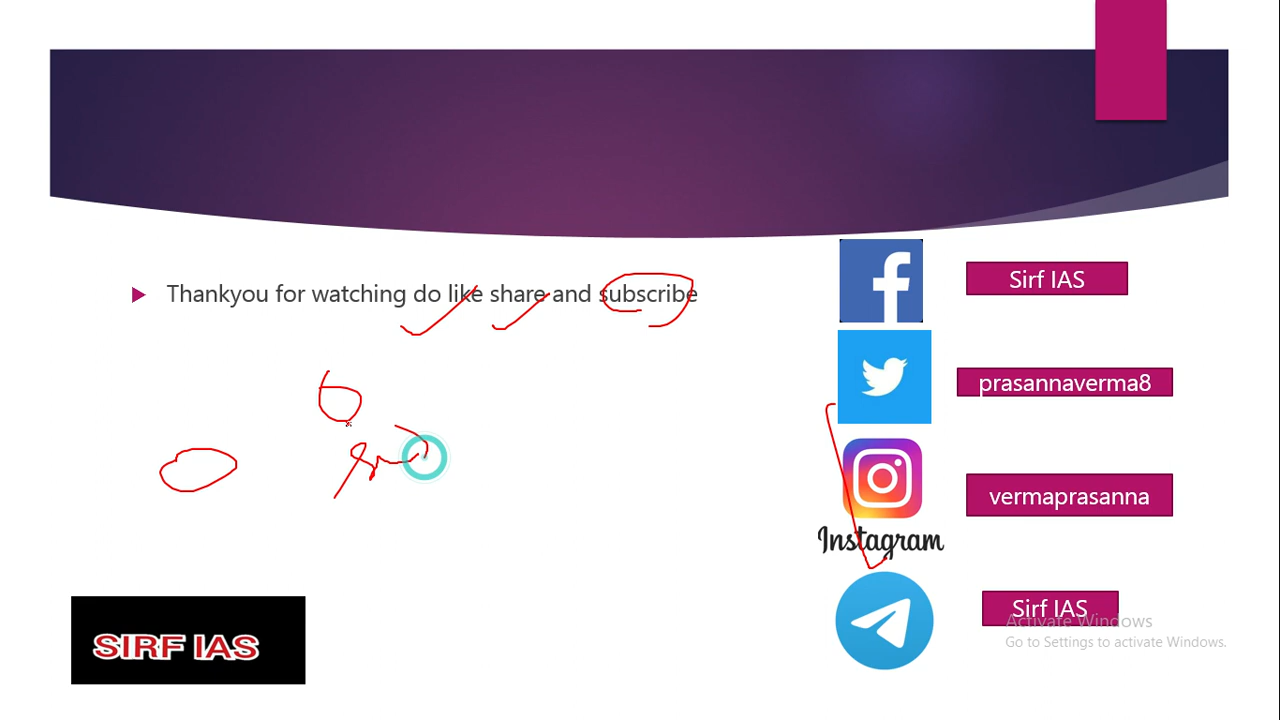 Thankyou for watching do like share and subscribe
Sirf IAS
prasannaverma8
vermaprasanna
Instagram
Sirf IAS
Activate Windows
Go to Settings to activate Windows.
SIRF IAS